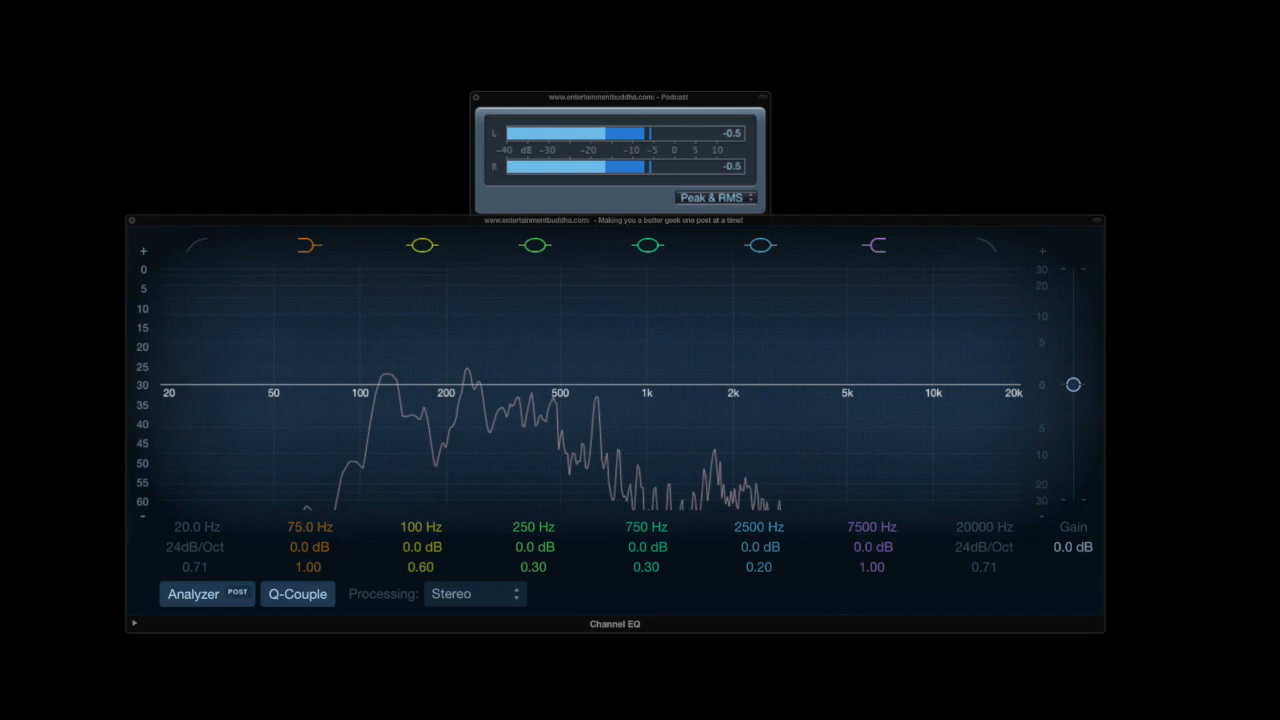 www.entertainmentbuddha.com: - Podcast
L -0.5
-40 dB -30 -20 -10 -5 0 5 10
R -0.5
Peak & RMS
www.entertainmentbuddha.com: - Making you a better geek one post at a time!
+ +
0 30
5 20
10 10
15
20 5
25
30 0
20 50 100 200 500 1k 2k 5k 10k 20k
35
40 5
45
50 10
55 20
60 30
- -
20.0 Hz 75.0 Hz 100 Hz 250 Hz 750 Hz 2500 Hz 7500 Hz 20000 Hz Gain
24dB/Oct 0.0 dB 0.0 dB 0.0 dB 0.0 dB 0.0 dB 0.0 dB 24dB/Oct 0.0 dB
0.71 1.00 0.60 0.30 0.30 0.20 1.00 0.71
Analyzer POST Q-Couple Processing: Stereo
Channel EQ